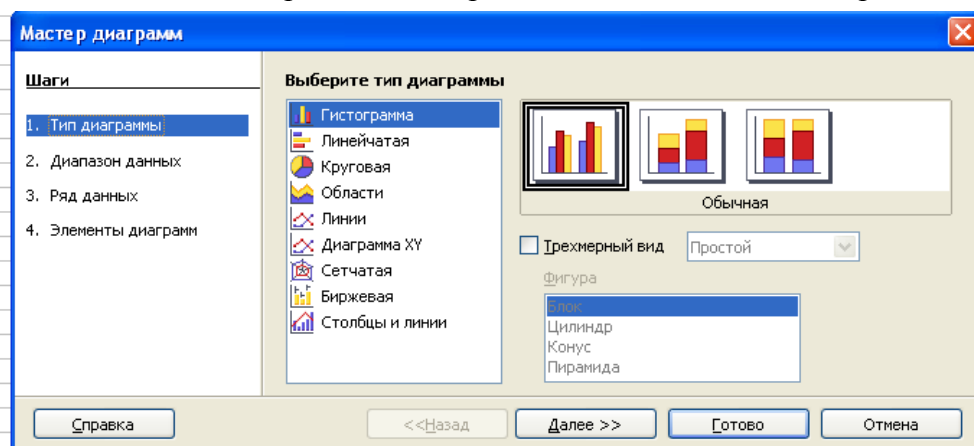 Мастер диаграмм
Шаги
1. Тип диаграммы
2. Диапазон данных
3. Ряд данных
4. Элементы диаграмм
Выберите тип диаграммы
Гистограмма
Линейчатая
Круговая
Области
Линии
Диаграмма XY
Сетчатая
Биржевая
Столбцы и линии
Обычная
Трехмерный вид
Простой
Фигура
Блок
Цилиндр
Конус
Пирамида
Справка
<<Назад
Далее >>
Готово
Отмена